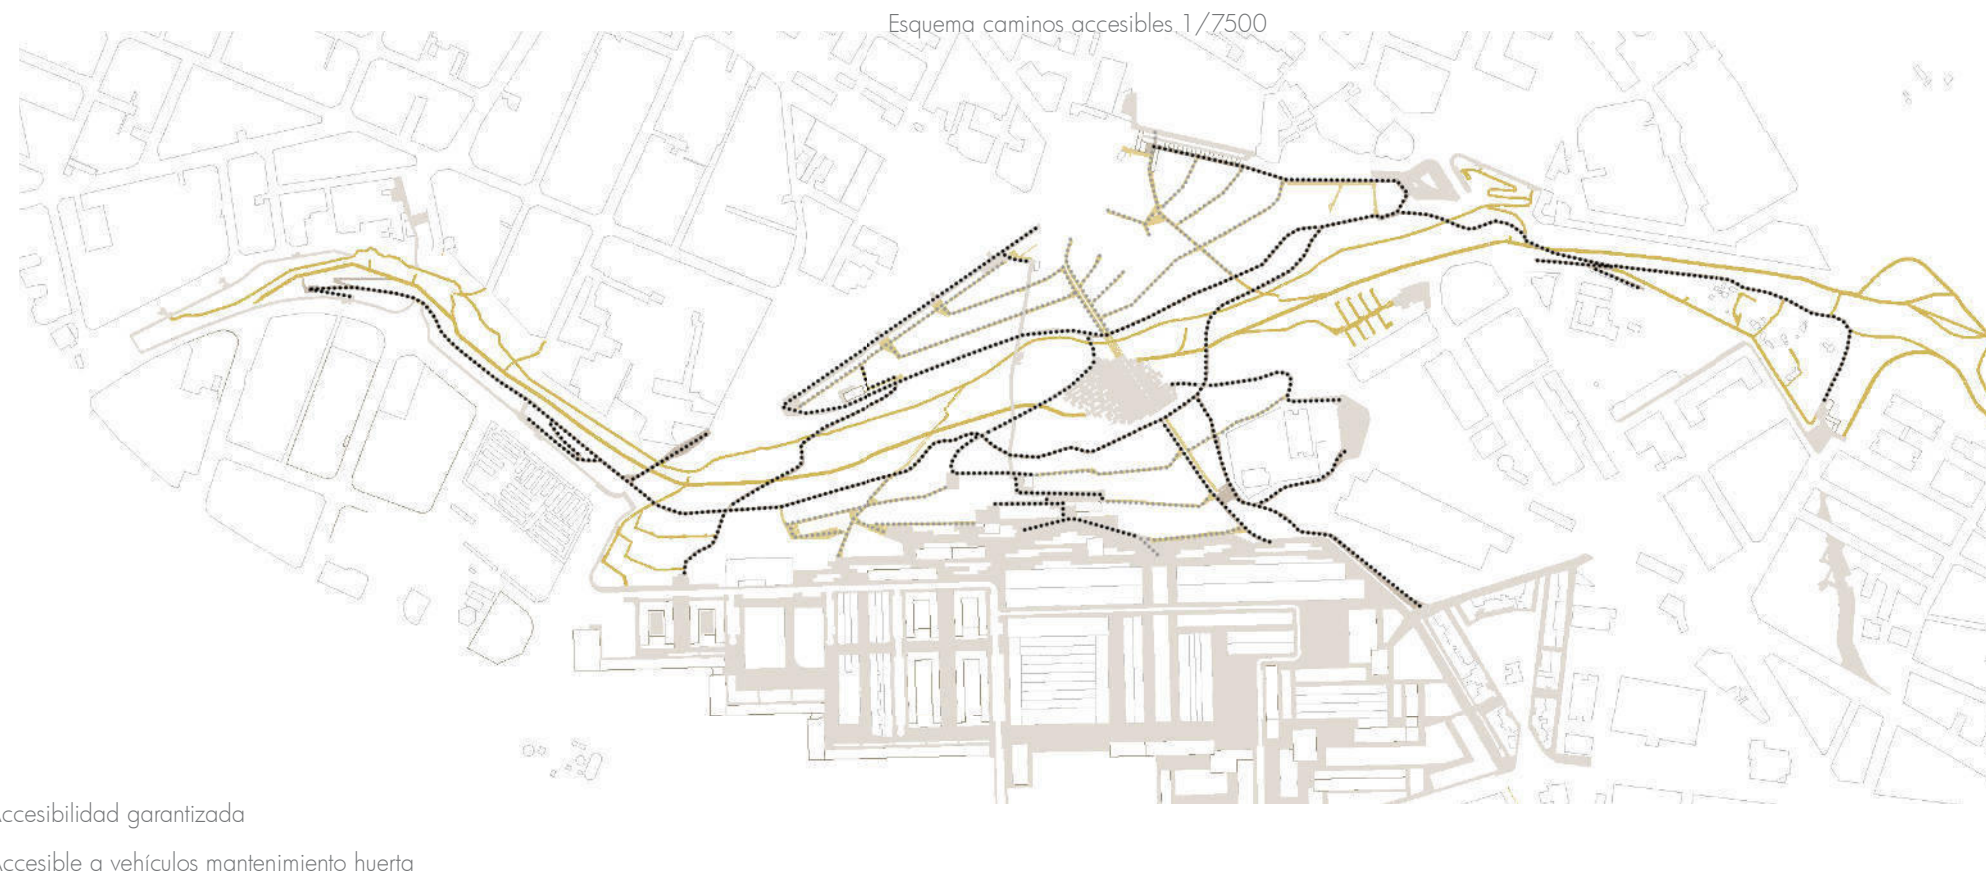 Esquema caminos accesibles 1/7500
ccesibilidad garantizada
ccesible a vehículos mantenimiento huerta